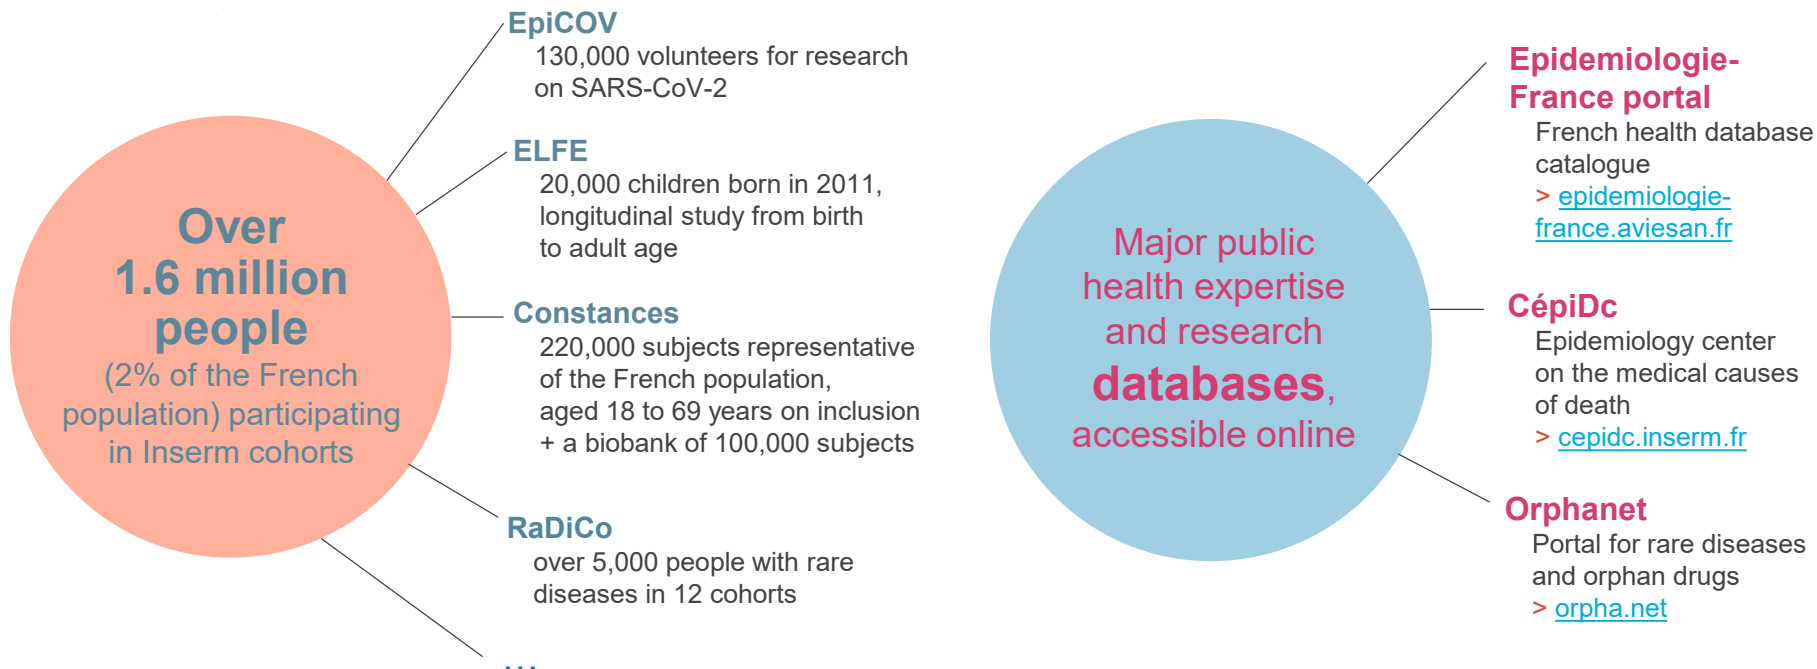 Over
1.6 million
people
(2% of the French
population) participating
in Inserm cohorts
EpiCOV
130,000 volunteers for research
on SARS-CoV-2
ELFE
20,000 children born in 2011,
longitudinal study from birth
to adult age
Constances
220,000 subjects representative
of the French population,
aged 18 to 69 years on inclusion
+ a biobank of 100,000 subjects
RaDiCo
over 5,000 people with rare
diseases in 12 cohorts
Major public
health expertise
and research
databases,
accessible online
Epidemiologie-
France portal
French health database
catalogue
> epidemiologie-
france.aviesan.fr
CépiDc
Epidemiology center
on the medical causes
of death
> cepidc.inserm.fr
Orphanet
Portal for rare diseases
and orphan drugs
> orpha.net